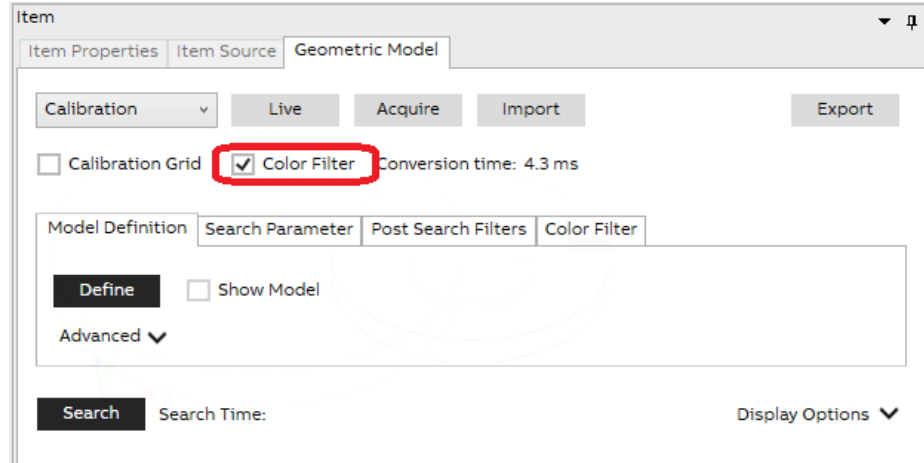 Item
Item Properties Item Source Geometric Model
Calibration Live Acquire Import Export
Calibration Grid Color Filter Conversion time: 4.3 ms
Model Definition Search Parameter Post Search Filters Color Filter
Define Show Model
Advanced
Search Search Time: Display Options